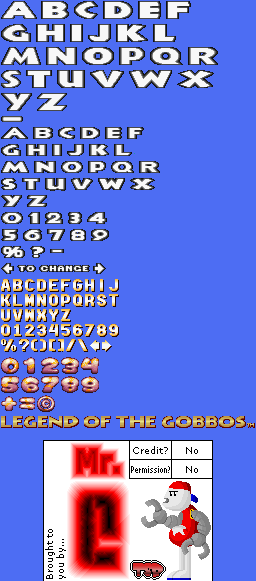 ABCDEF
GHIJKL
MNOPQR
STUVWX
YZ
–
ABCDEF
GHIJKL
MNOPQR
STUVWX
YZ
01234
56789
%?-
← TO CHANGE →
ABCDEFGHIJ
KLMNOPQRST
UVWXYZ
0123456789
%?()[]/\←→
01234
56789
+=©
LEGEND OF THE GOBBOS™
Mr.
C
Credit? No
Permission? No
Brought to
you by...